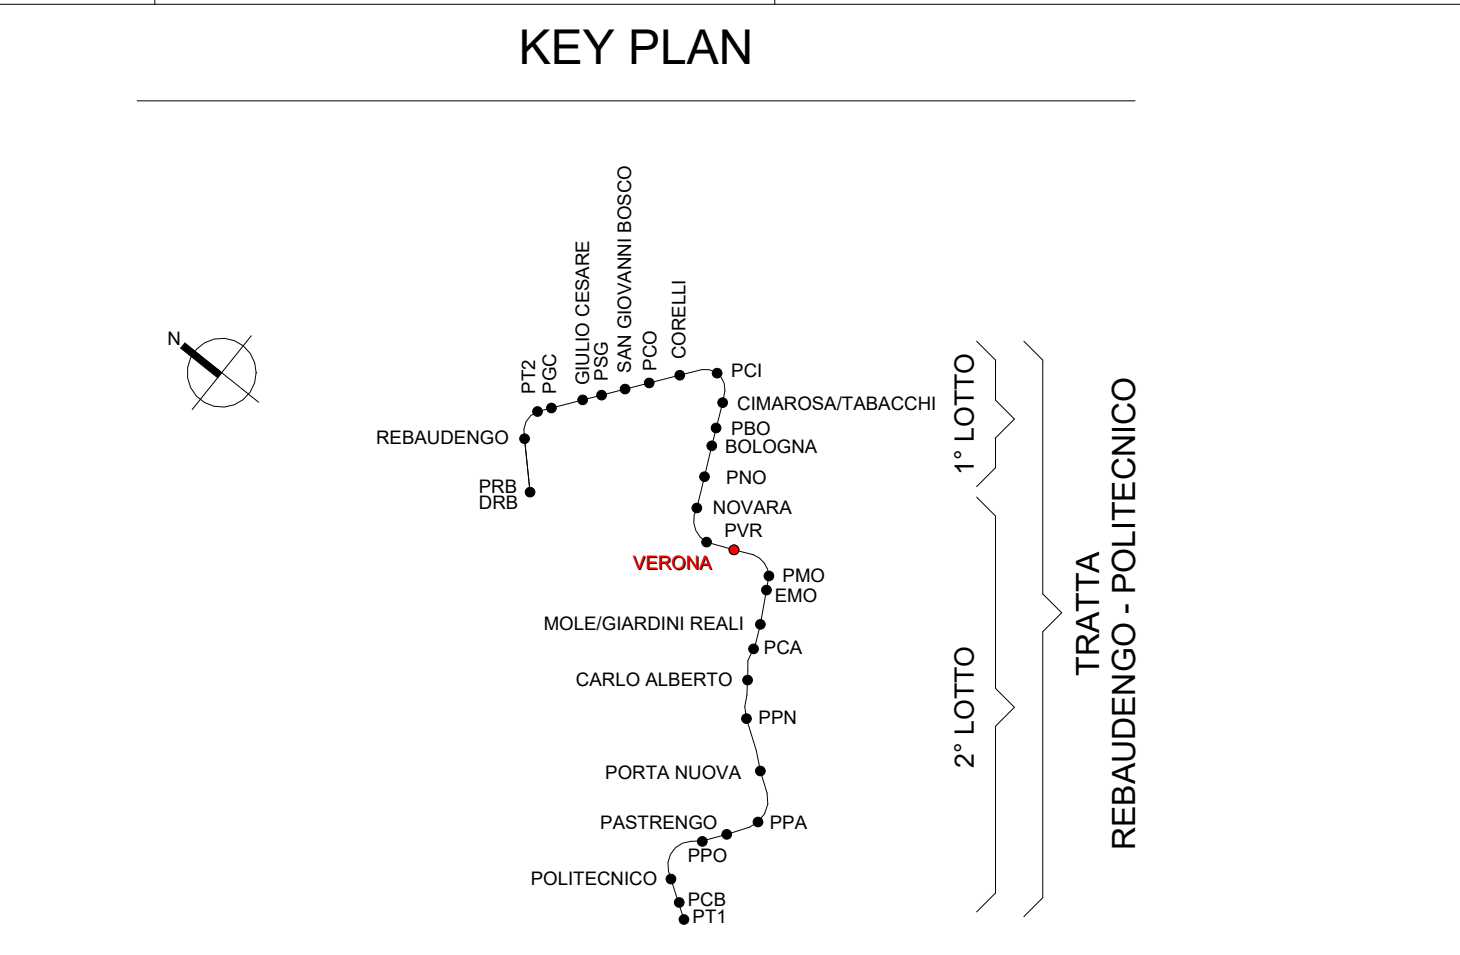 KEY PLAN
N
PT2
PGC
GIULIO CESARE
PSG
SAN GIOVANNI BOSCO
PCO
CORELLI
PCI
CIMAROSA/TABACCHI
PBO
BOLOGNA
REBAUDENGO
PNO
PRB
DRB
NOVARA
PVR
VERONA
PMO
EMO
MOLE/GIARDINI REALI
PCA
CARLO ALBERTO
PPN
PORTA NUOVA
PASTRENGO
PPA
PPO
POLITECNICO
PCB
PT1
1° LOTTO
2° LOTTO
TRATTA
REBAUDENGO - POLITECNICO